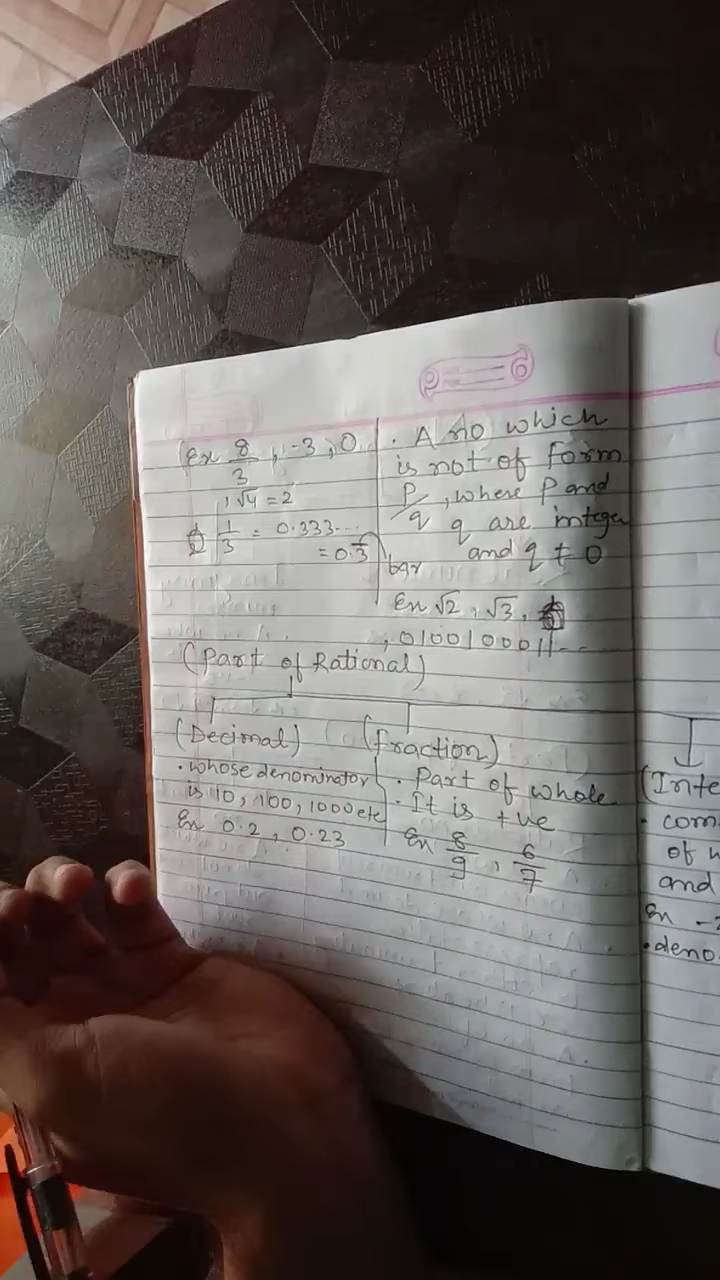 Ex 8/3, -3, 0
, √4 = 2
1/3 = 0.333...
= 0.3̅
bar
. A no which
is not of form
P/q, where P and
q are integer
and q ≠ 0
Ex √2, √3,
, 0100100011--
(Part of Rational)
(Decimal)
. whose denominator
is 10, 100, 1000 etc
Ex 0.2, 0.23
(fraction)
. Part of whole
. It is +ve
Ex 8/9, 6/7
(Inte
. com
of w
and
Ex -
. deno